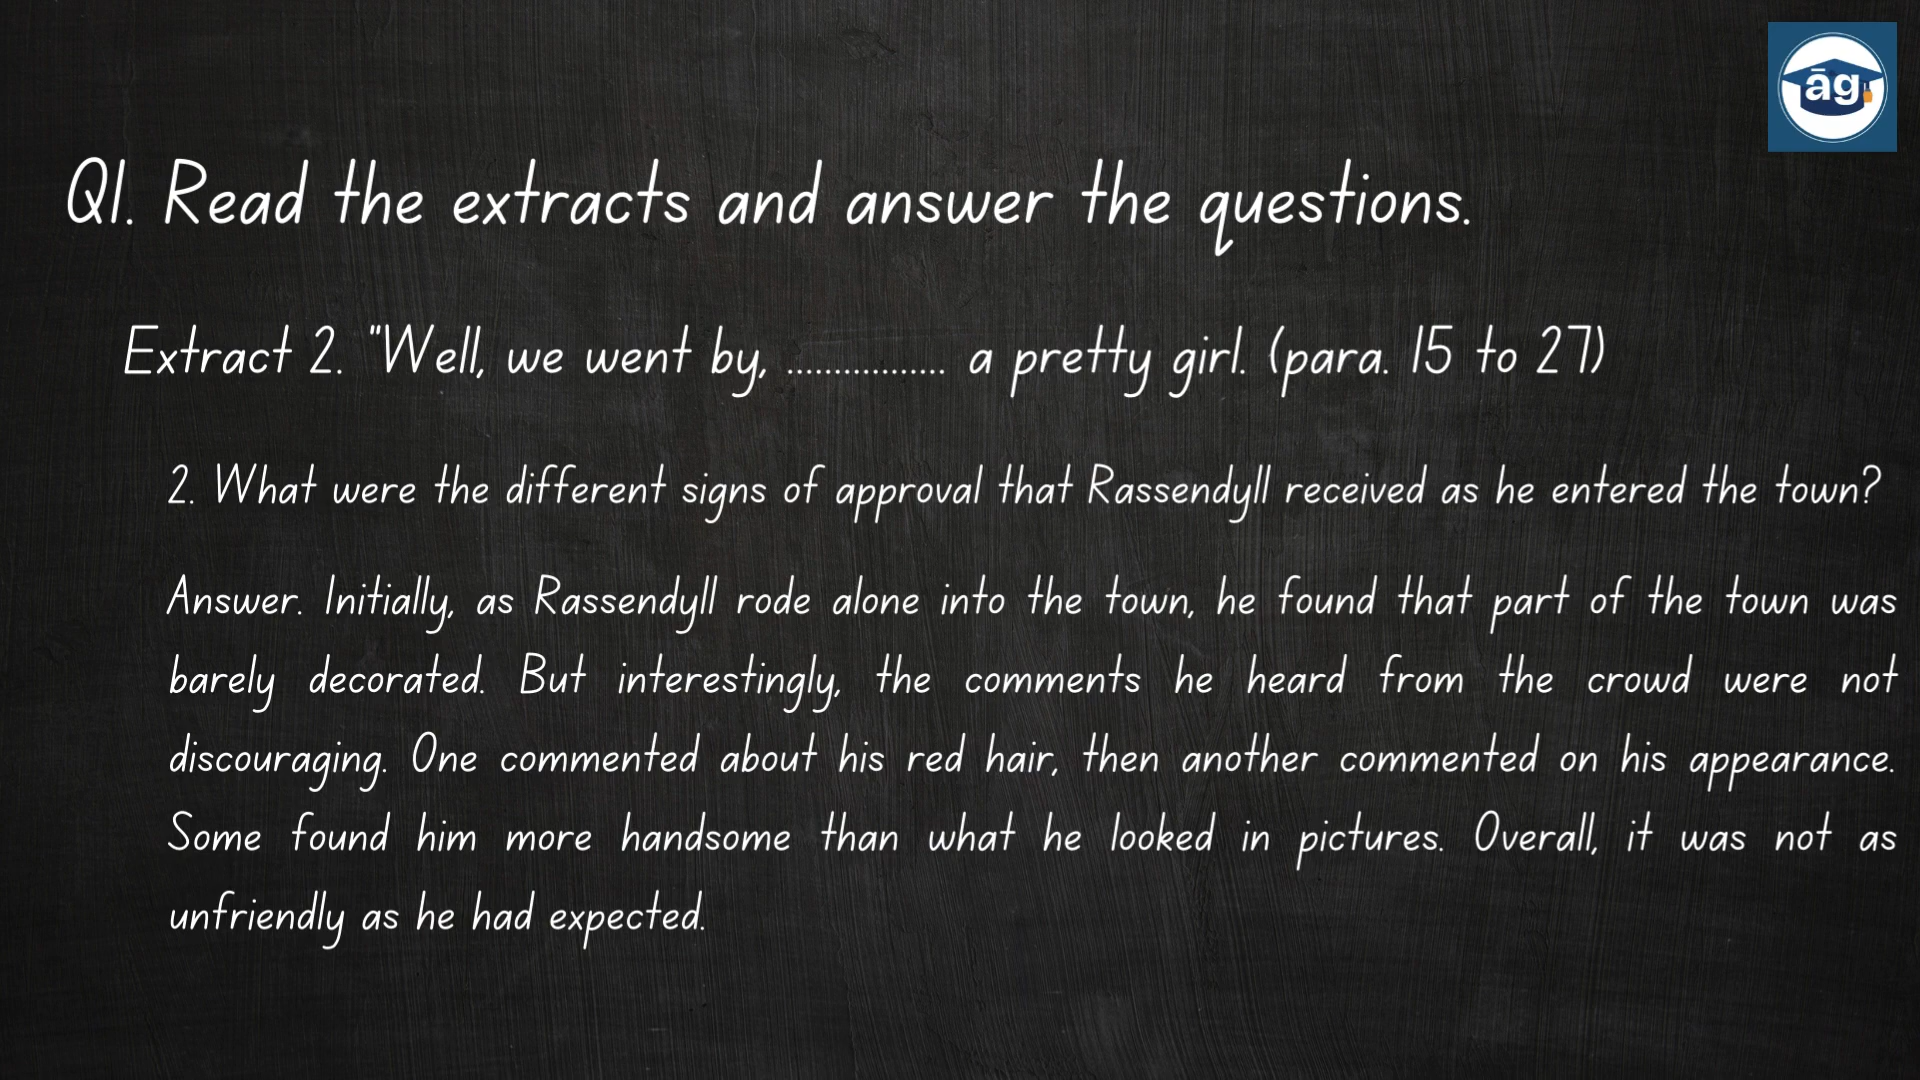 āg
Q1. Read the extracts and answer the questions.
Extract 2. "Well, we went by, ................. a pretty girl. (para. 15 to 27)
2. What were the different signs of approval that Rassendyll received as he entered the town?
Answer. Initially, as Rassendyll rode alone into the town, he found that part of the town was
barely decorated. But interestingly, the comments he heard from the crowd were not
discouraging. One commented about his red hair, then another commented on his appearance.
Some found him more handsome than what he looked in pictures. Overall, it was not as
unfriendly as he had expected.